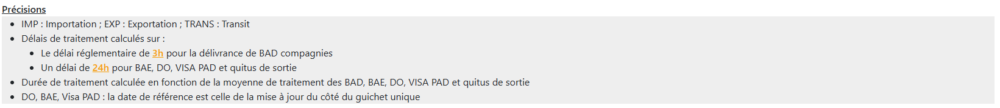 Précisions
• IMP : Importation ; EXP : Exportation ; TRANS : Transit
• Délais de traitement calculés sur :
• Le délai réglementaire de 3h pour la délivrance de BAD compagnies
• Un délai de 24h pour BAE, DO, VISA PAD et quitus de sortie
• Durée de traitement calculée en fonction de la moyenne de traitement des BAD, BAE, DO, VISA PAD et quitus de sortie
• DO, BAE, Visa PAD : la date de référence est celle de la mise à jour du côté du guichet unique